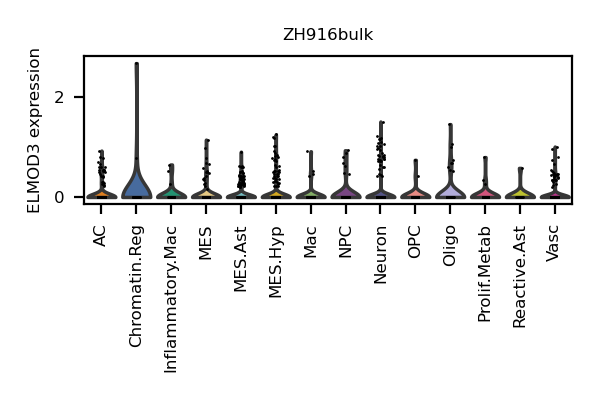 ZH916bulk
ELMOD3 expression
2
0
AC
Chromatin.Reg
Inflammatory.Mac
MES
MES.Ast
MES.Hyp
Mac
NPC
Neuron
OPC
Oligo
Prolif.Metab
Reactive.Ast
Vasc